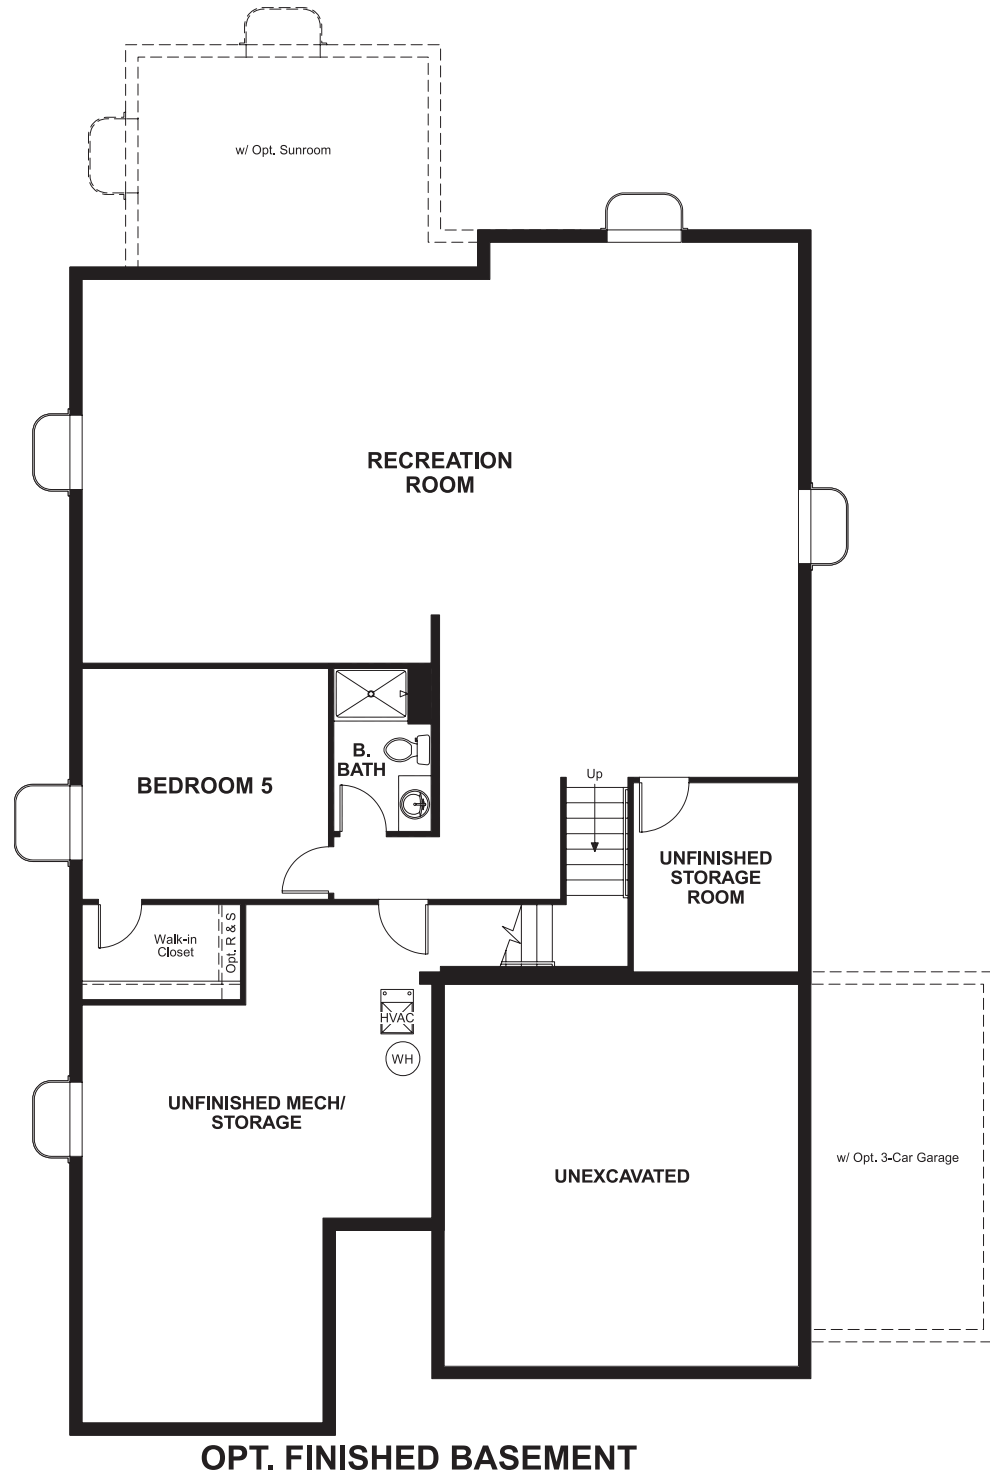 w/ Opt. Sunroom
RECREATION
ROOM
B.
BATH
BEDROOM 5
Up
UNFINISHED
STORAGE
ROOM
Walk-in
Closet
Opt. R & S
HVAC
WH
UNFINISHED MECH/
STORAGE
UNEXCAVATED
w/ Opt. 3-Car Garage
OPT. FINISHED BASEMENT